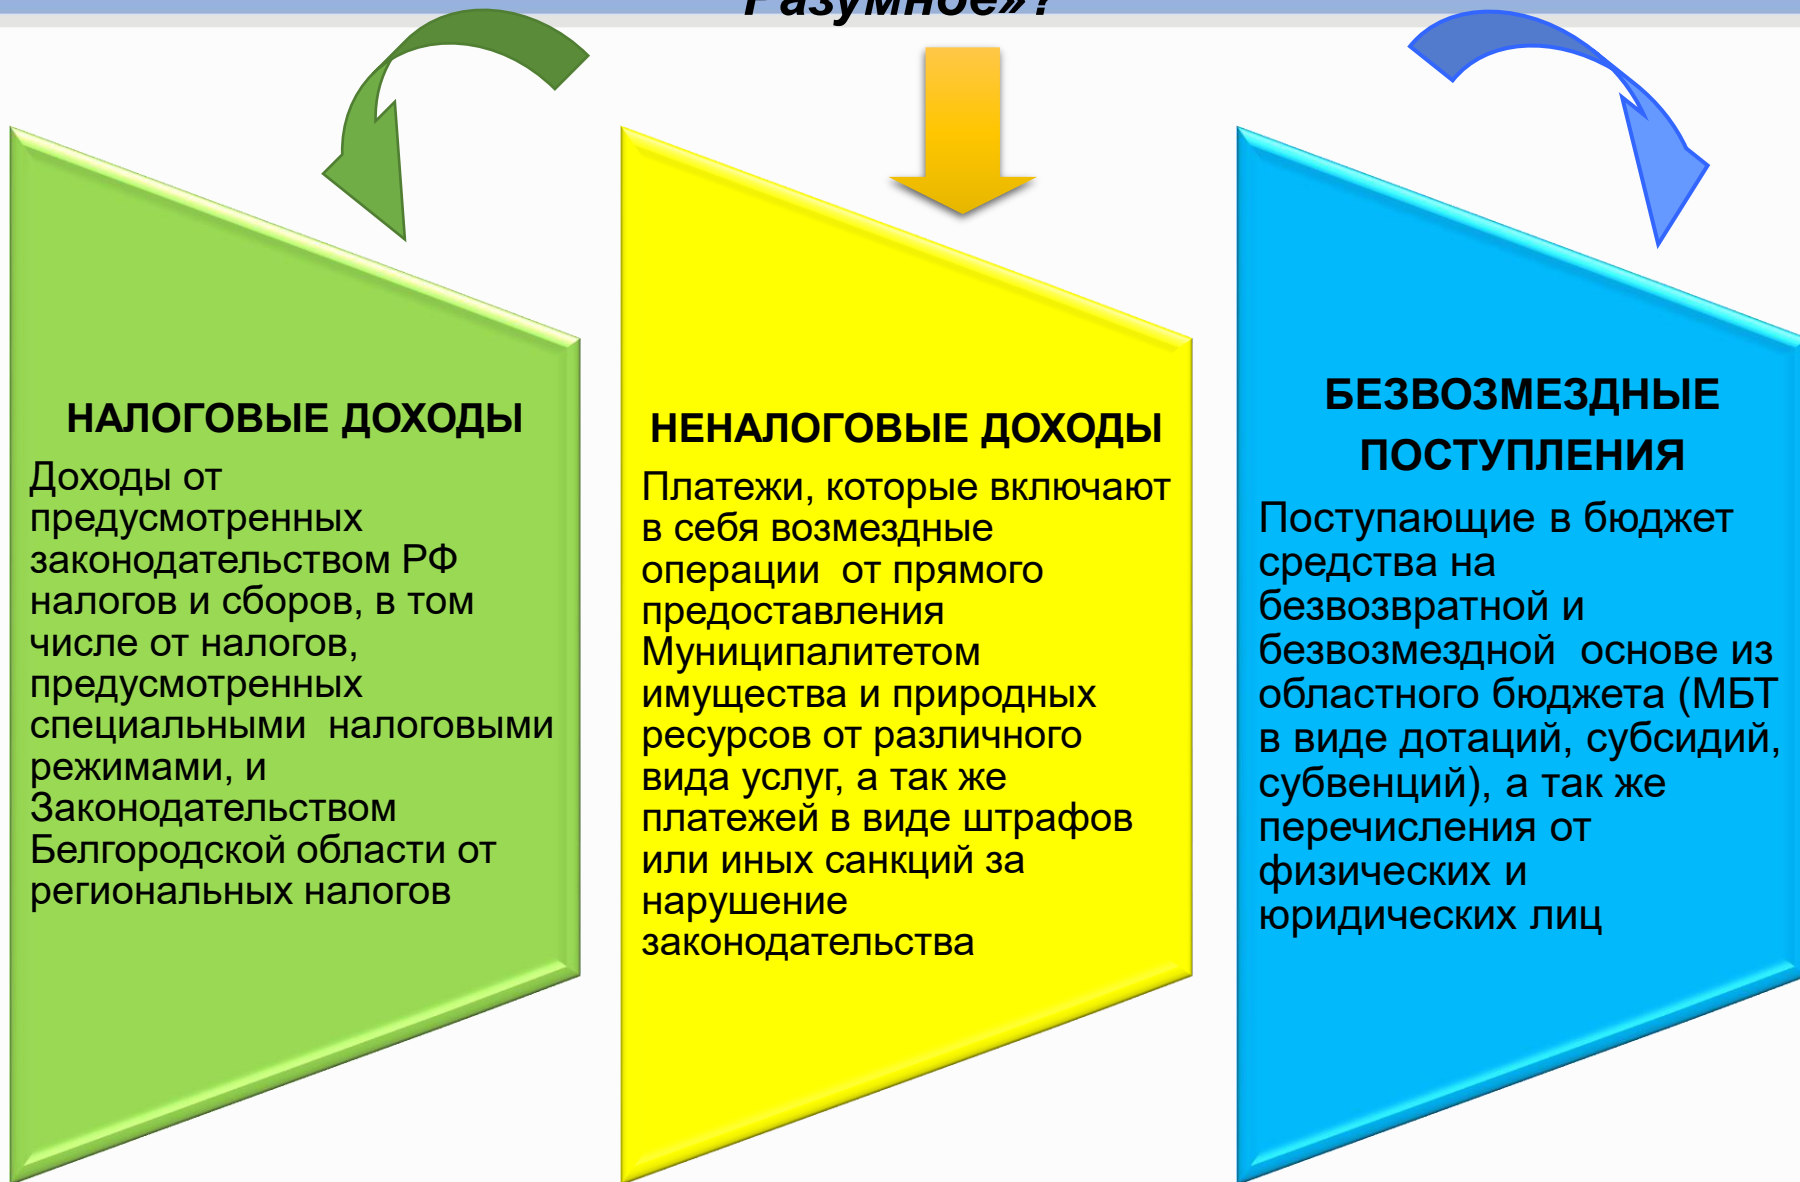 Разумное»?
НАЛОГОВЫЕ ДОХОДЫ
Доходы от
предусмотренных
законодательством РФ
налогов и сборов, в том
числе от налогов,
предусмотренных
специальными  налоговыми
режимами, и
Законодательством
Белгородской области от
региональных налогов
НЕНАЛОГОВЫЕ ДОХОДЫ
Платежи, которые включают
в себя возмездные
операции  от прямого
предоставления
Муниципалитетом
имущества и природных
ресурсов от различного
вида услуг, а так же
платежей в виде штрафов
или иных санкций за
нарушение
законодательства
БЕЗВОЗМЕЗДНЫЕ
ПОСТУПЛЕНИЯ
Поступающие в бюджет
средства на
безвозвратной и
безвозмездной  основе из
областного бюджета (МБТ
в виде дотаций, субсидий,
субвенций), а так же
перечисления от
физических и
юридических лиц